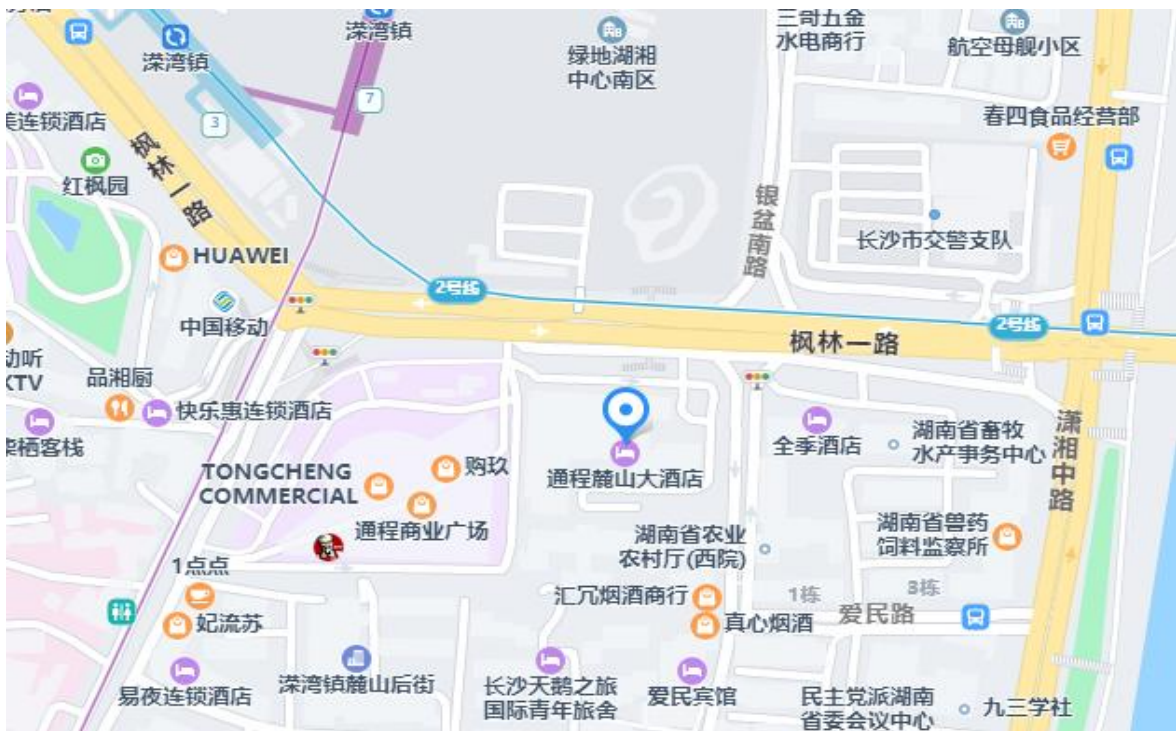 溁湾镇
溁湾镇
绿地湖湘
中心南区
三哥五金
水电商行
航空母舰小区
7
3
美连锁酒店
春四食品经营部
枫林一路
红枫园
银盆南路
长沙市交警支队
HUAWEI
2号线
中国移动
2号线
枫林一路
动听
KTV
品湘厨
快乐惠连锁酒店
全季酒店
湖南省畜牧
水产事务中心
潇湘中路
栖客栈
TONGCHENG
COMMERCIAL
购玖
通程麓山大酒店
通程商业广场
湖南省农业
农村厅(西院)
湖南省兽药
饲料监察所
KFC
1点点
汇冗烟酒商行
1栋
3栋
妃流苏
真心烟酒
爱民路
易夜连锁酒店
溁湾镇麓山后街
长沙天鹅之旅
国际青年旅舍
爱民宾馆
民主党派湖南
省委会议中心
九三学社